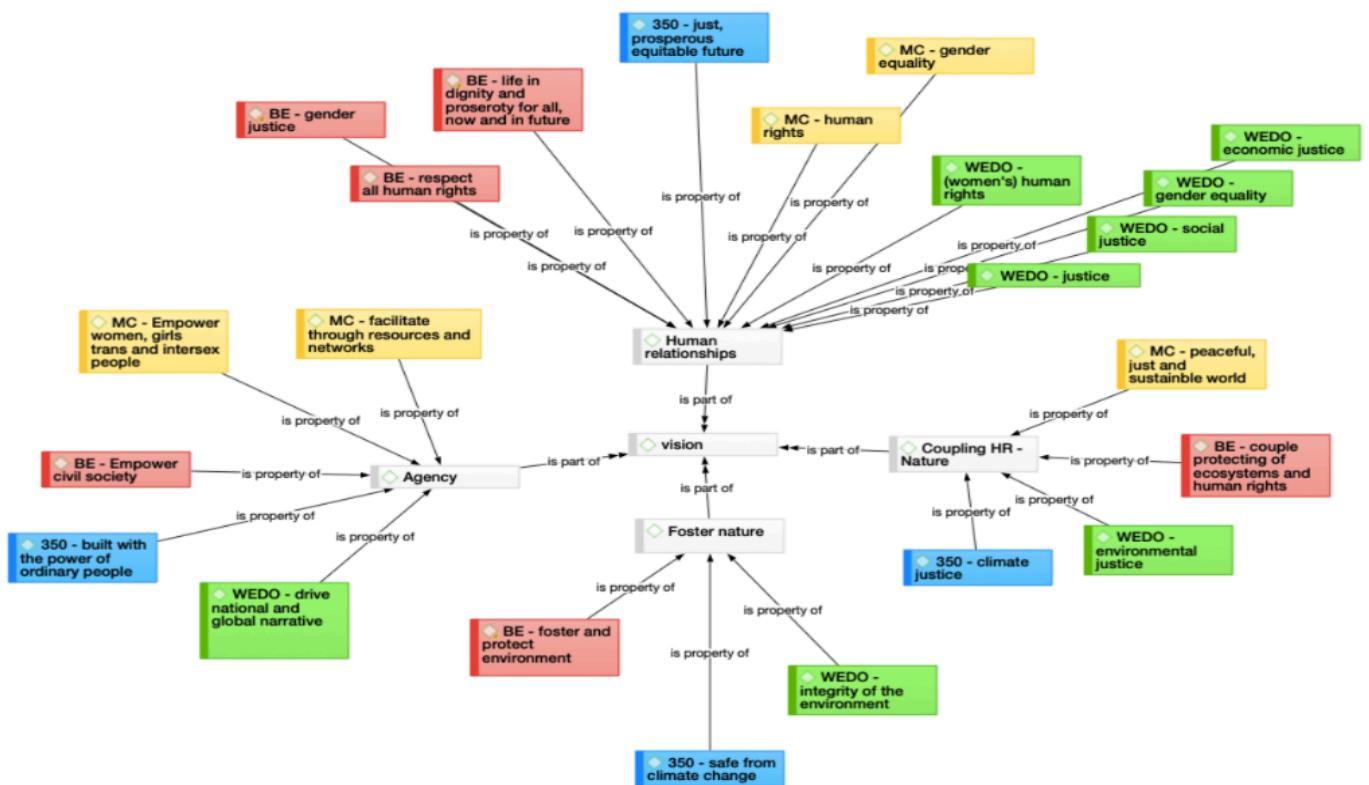 350 - just,
prosperous
equitable future
MC - gender
equality
BE - life in
dignity and
proseroty for all,
now and in future
BE - gender
justice
MC - human
rights
WEDO -
economic justice
BE - respect
all human rights
WEDO -
(women's) human
rights
WEDO -
gender equality
WEDO - social
justice
WEDO - justice
is property of
is property of
is property of
is property of
is property of
is property of
is property of
is property of
is prope
is property of
is property of
Human
relationships
MC - Empower
women, girls
trans and intersex
people
MC - facilitate
through resources and
networks
MC - peaceful,
just and
sustainble world
is part of
is property of
is property of
is property of
vision
is part of
is part of
Coupling HR -
Nature
BE - couple
protecting of
ecosystems and
human rights
is property of
BE - Empower
civil society
is property of
Agency
is part of
is property of
is property of
is property of
is property of
350 - built with
the power of
ordinary people
Foster nature
350 - climate
justice
WEDO -
environmental
justice
WEDO - drive
national and
global narrative
is property of
is property of
is property of
BE - foster and
protect
environment
WEDO -
integrity of the
environment
350 - safe from
climate change